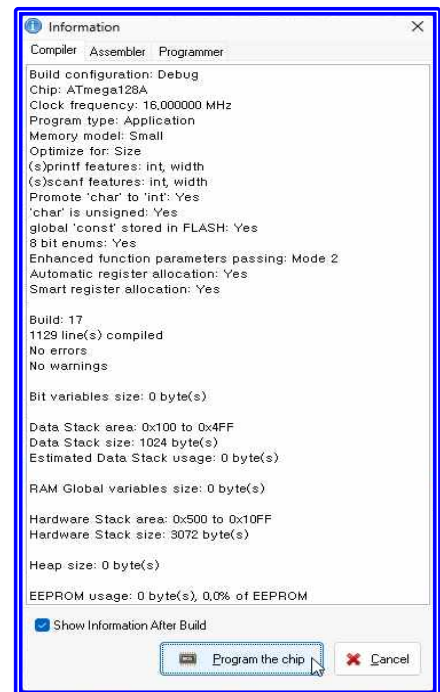 Information
Compiler Assembler Programmer
Build configuration: Debug
Chip: ATmega128A
Clock frequency: 16,000000 MHz
Program type: Application
Memory model: Small
Optimize for: Size
(s)printf features: int, width
(s)scanf features: int, width
Promote 'char' to 'int': Yes
'char' is unsigned: Yes
global 'const' stored in FLASH: Yes
8 bit enums: Yes
Enhanced function parameters passing: Mode 2
Automatic register allocation: Yes
Smart register allocation: Yes
Build: 17
1129 line(s) compiled
No errors
No warnings
Bit variables size: 0 byte(s)
Data Stack area: 0x100 to 0x4FF
Data Stack size: 1024 byte(s)
Estimated Data Stack usage: 0 byte(s)
RAM Global variables size: 0 byte(s)
Hardware Stack area: 0x500 to 0x10FF
Hardware Stack size: 3072 byte(s)
Heap size: 0 byte(s)
EEPROM usage: 0 byte(s), 0,0% of EEPROM
Show Information After Build
Program the chip Cancel